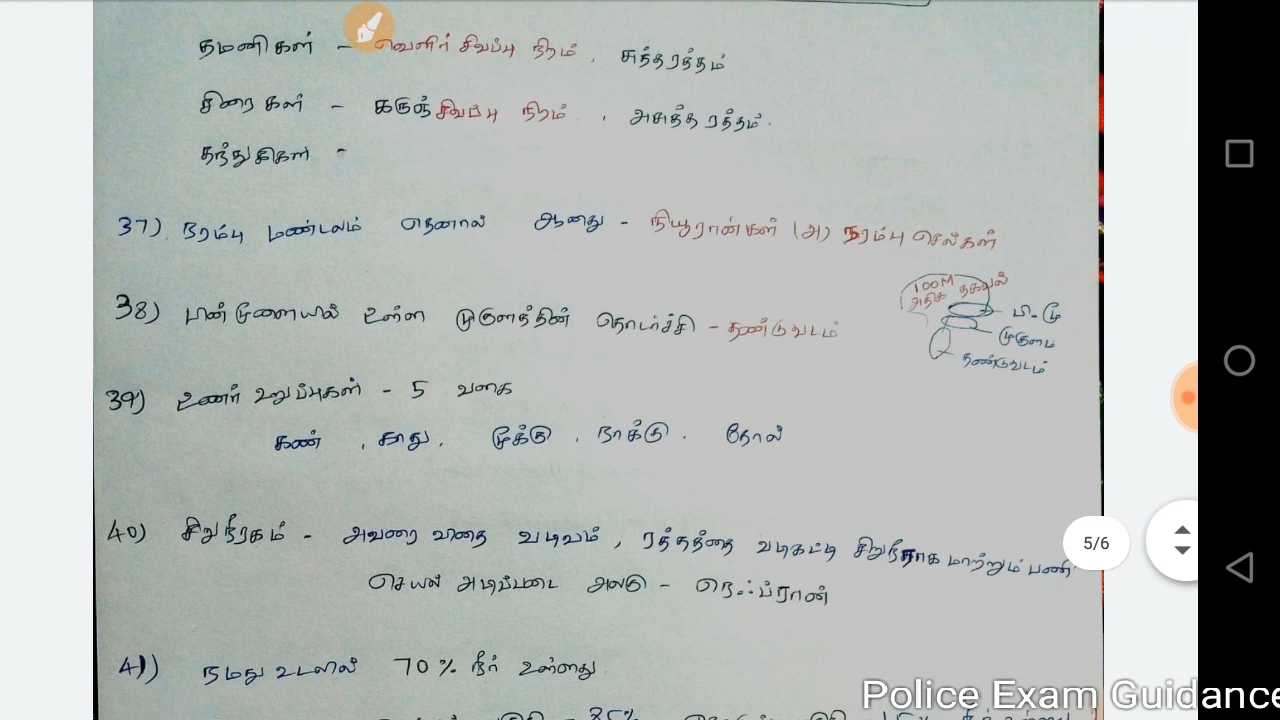 தமனிகள் - வெளிர் சிவப்பு நிறம் , சுத்தரத்தம்
சிரைகள் - கருஞ்சிவப்பு நிறம் , அசுத்த ரத்தம்.
தந்துகிகள் -
37) நரம்பு மண்டலம் எதனால் ஆனது - நியூரான்கள் (அ) நரம்பு செல்கள்
100M
அதிக தகவல்
38) பின் மூளையில் உள்ள முகுளத்தின் தொடர்ச்சி - தண்டுவடம்
பி.மூ
முகுளம்
தண்டுவடம்
39) உணர் உறுப்புகள் - 5 வகை
கண் , காது , மூக்கு , நாக்கு . தோல்
40) சிறுநீரகம் - அவரை விதை வடிவம் , ரத்தத்தை வடிகட்டி சிறுநீராக மாற்றும் பணி
செயல் அடிப்படை அலகு - நெஃப்ரான்
5/6
41) நமது உடலில் 70% நீர் உள்ளது.
Police Exam Guidance
85%